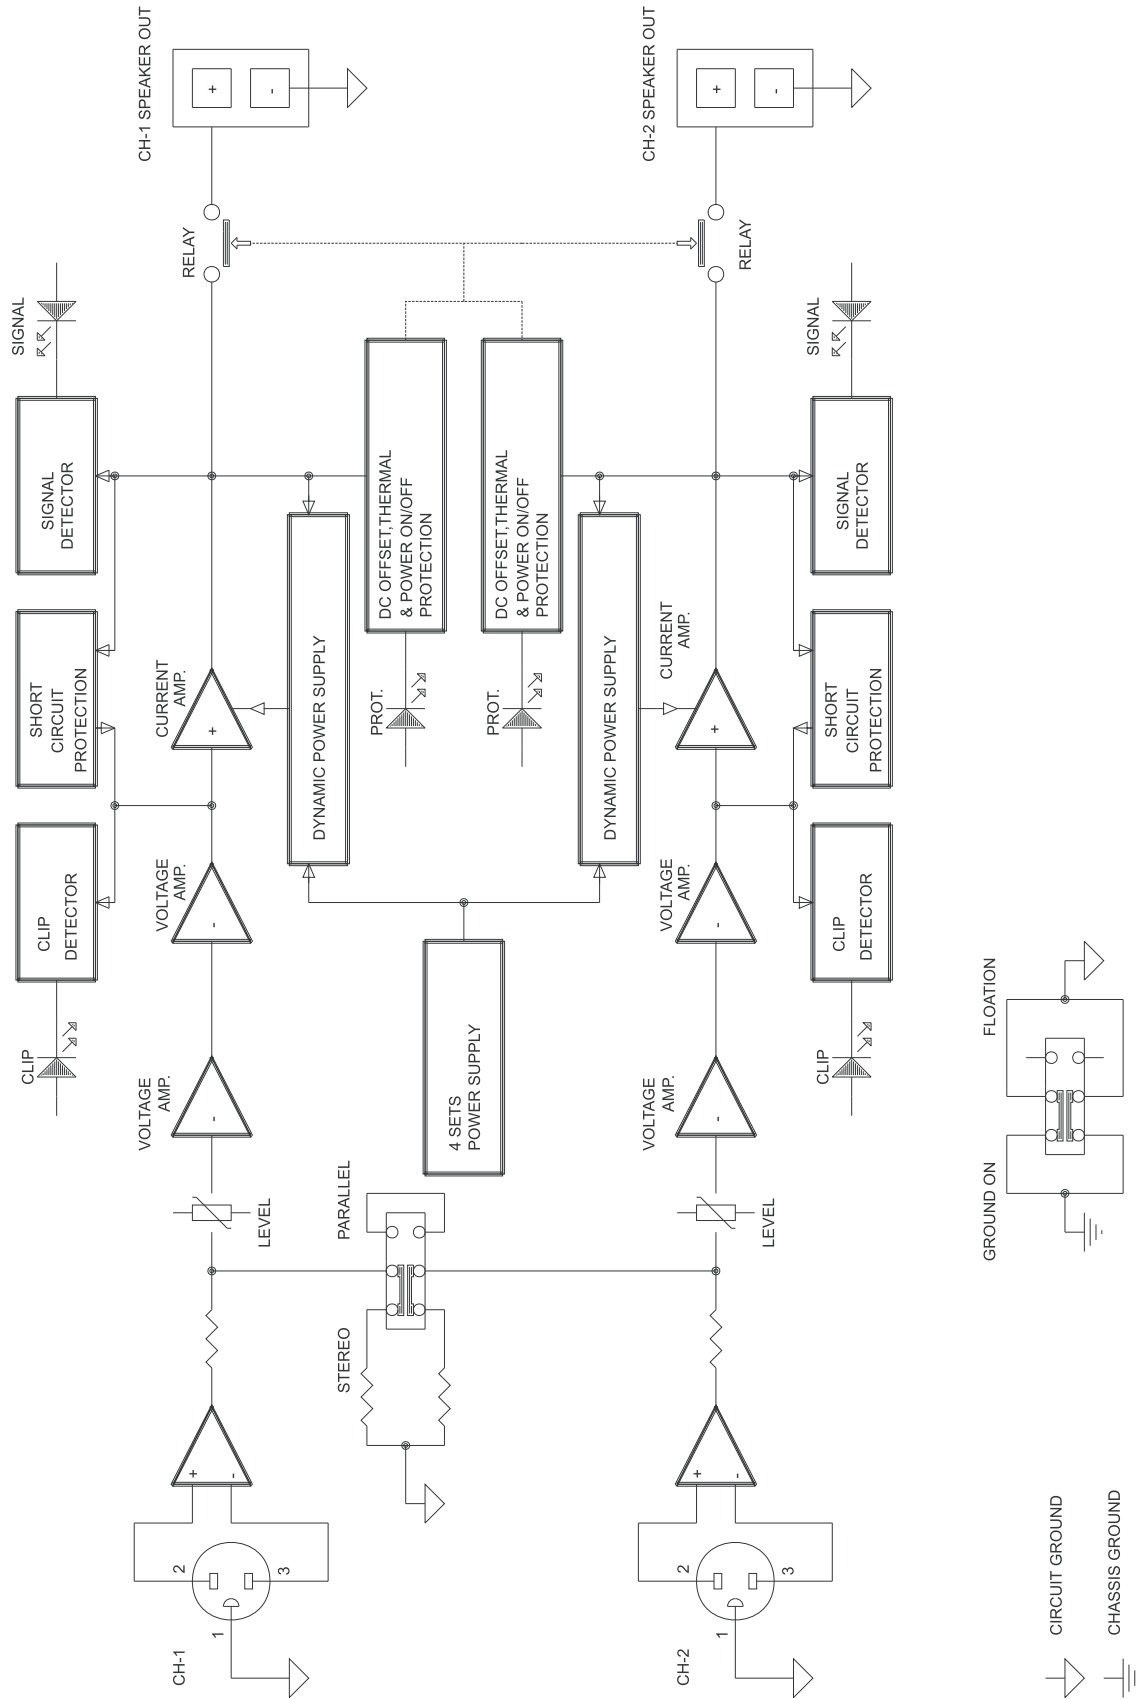 CH-1
1
2
3
+
-
LEVEL
VOLTAGE
AMP.
-
VOLTAGE
AMP.
-
CURRENT
AMP.
+
CLIP
CLIP
DETECTOR
SHORT
CIRCUIT
PROTECTION
SIGNAL
DETECTOR
SIGNAL
RELAY
CH-1 SPEAKER OUT
+
-
STEREO
PARALLEL
4 SETS
POWER SUPPLY
DYNAMIC POWER SUPPLY
PROT.
DC OFFSET,THERMAL
& POWER ON/OFF
PROTECTION
PROT.
DC OFFSET,THERMAL
& POWER ON/OFF
PROTECTION
DYNAMIC POWER SUPPLY
CH-2
1
2
3
+
-
LEVEL
VOLTAGE
AMP.
-
VOLTAGE
AMP.
-
CURRENT
AMP.
+
RELAY
CH-2 SPEAKER OUT
+
-
CLIP
CLIP
DETECTOR
SHORT
CIRCUIT
PROTECTION
SIGNAL
DETECTOR
SIGNAL
GROUND ON
FLOATION
CIRCUIT GROUND
CHASSIS GROUND